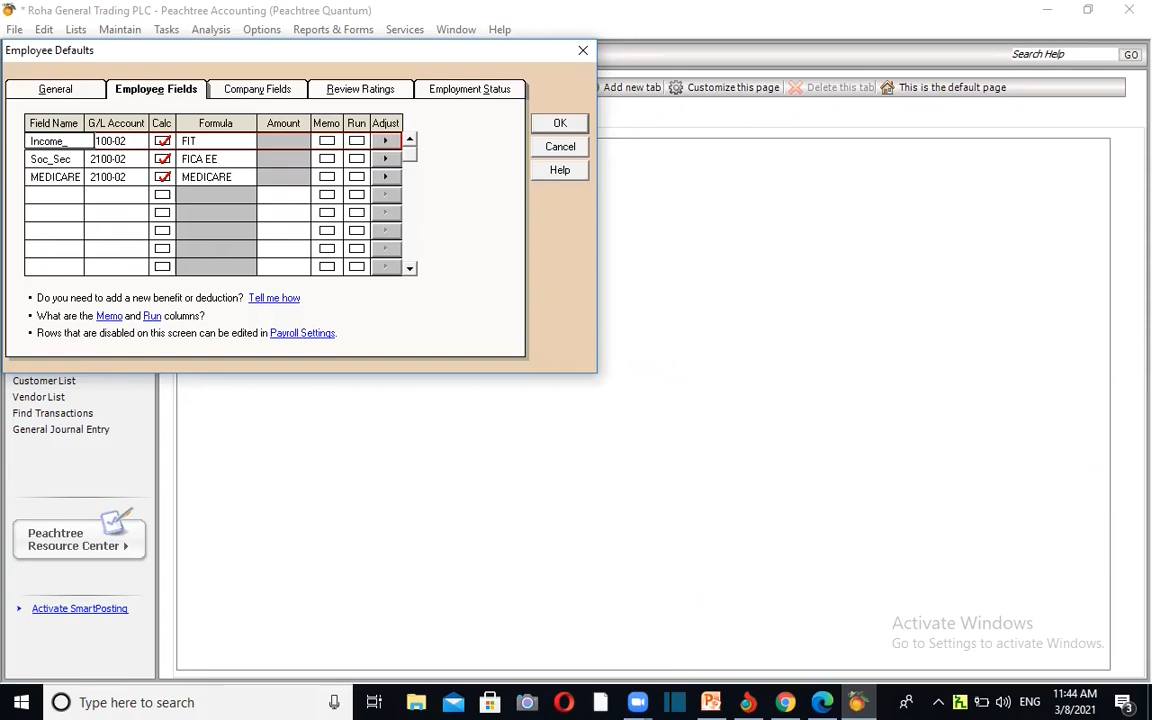 * Roha General Trading PLC - Peachtree Accounting (Peachtree Quantum)
File Edit Lists Maintain Tasks Analysis Options Reports & Forms Services Window Help
Employee Defaults
Search Help GO
General Employee Fields Company Fields Review Ratings Employment Status
Add new tab Customize this page Delete this tab This is the default page
Field Name G/L Account Calc Formula Amount Memo Run Adjust
OK
Income_ 100-02 FIT
Cancel
Soc_Sec 2100-02 FICA EE
Help
MEDICARE 2100-02 MEDICARE
Do you need to add a new benefit or deduction? Tell me how
What are the Memo and Run columns?
Rows that are disabled on this screen can be edited in Payroll Settings.
Customer List
Vendor List
Find Transactions
General Journal Entry
Peachtree
Resource Center
Activate SmartPosting
Activate Windows
Go to Settings to activate Windows.
Type here to search
ENG
11:44 AM
3/8/2021
3